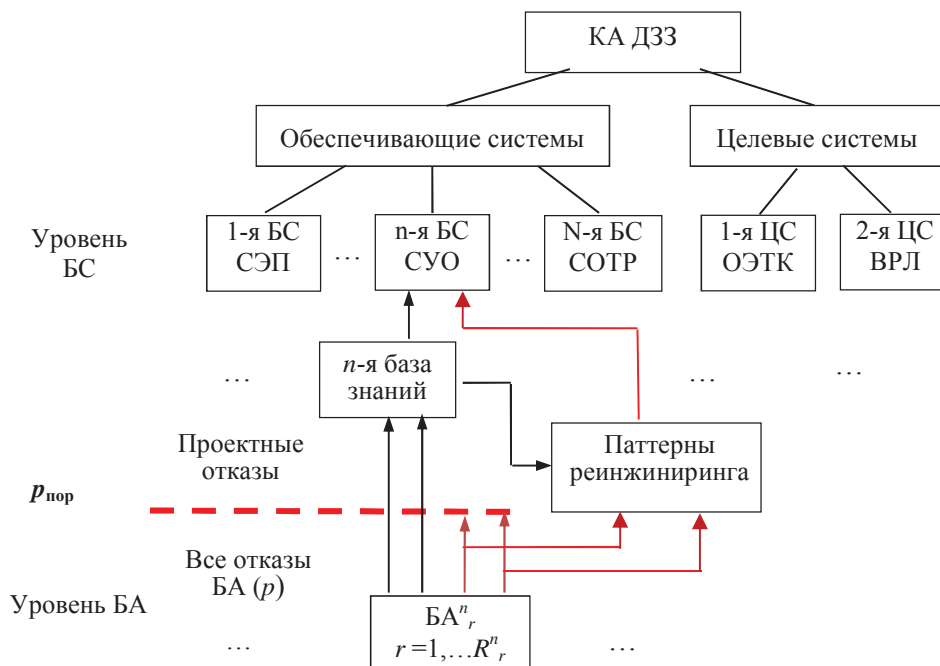 КА ДЗЗ
Обеспечивающие системы
Целевые системы
Уровень
БС
1-я БС
СЭП
...
n-я БС
СУО
...
N-я БС
СОТР
...
1-я ЦС
ОЭТК
2-я ЦС
ВРЛ
...
n-я база
знаний
...
...
Проектные
отказы
Паттерны
реинжиниринга
pпор
Все отказы
БА (p)
Уровень БА
БАⁿᵣ
r =1,…Rⁿᵣ
...
...